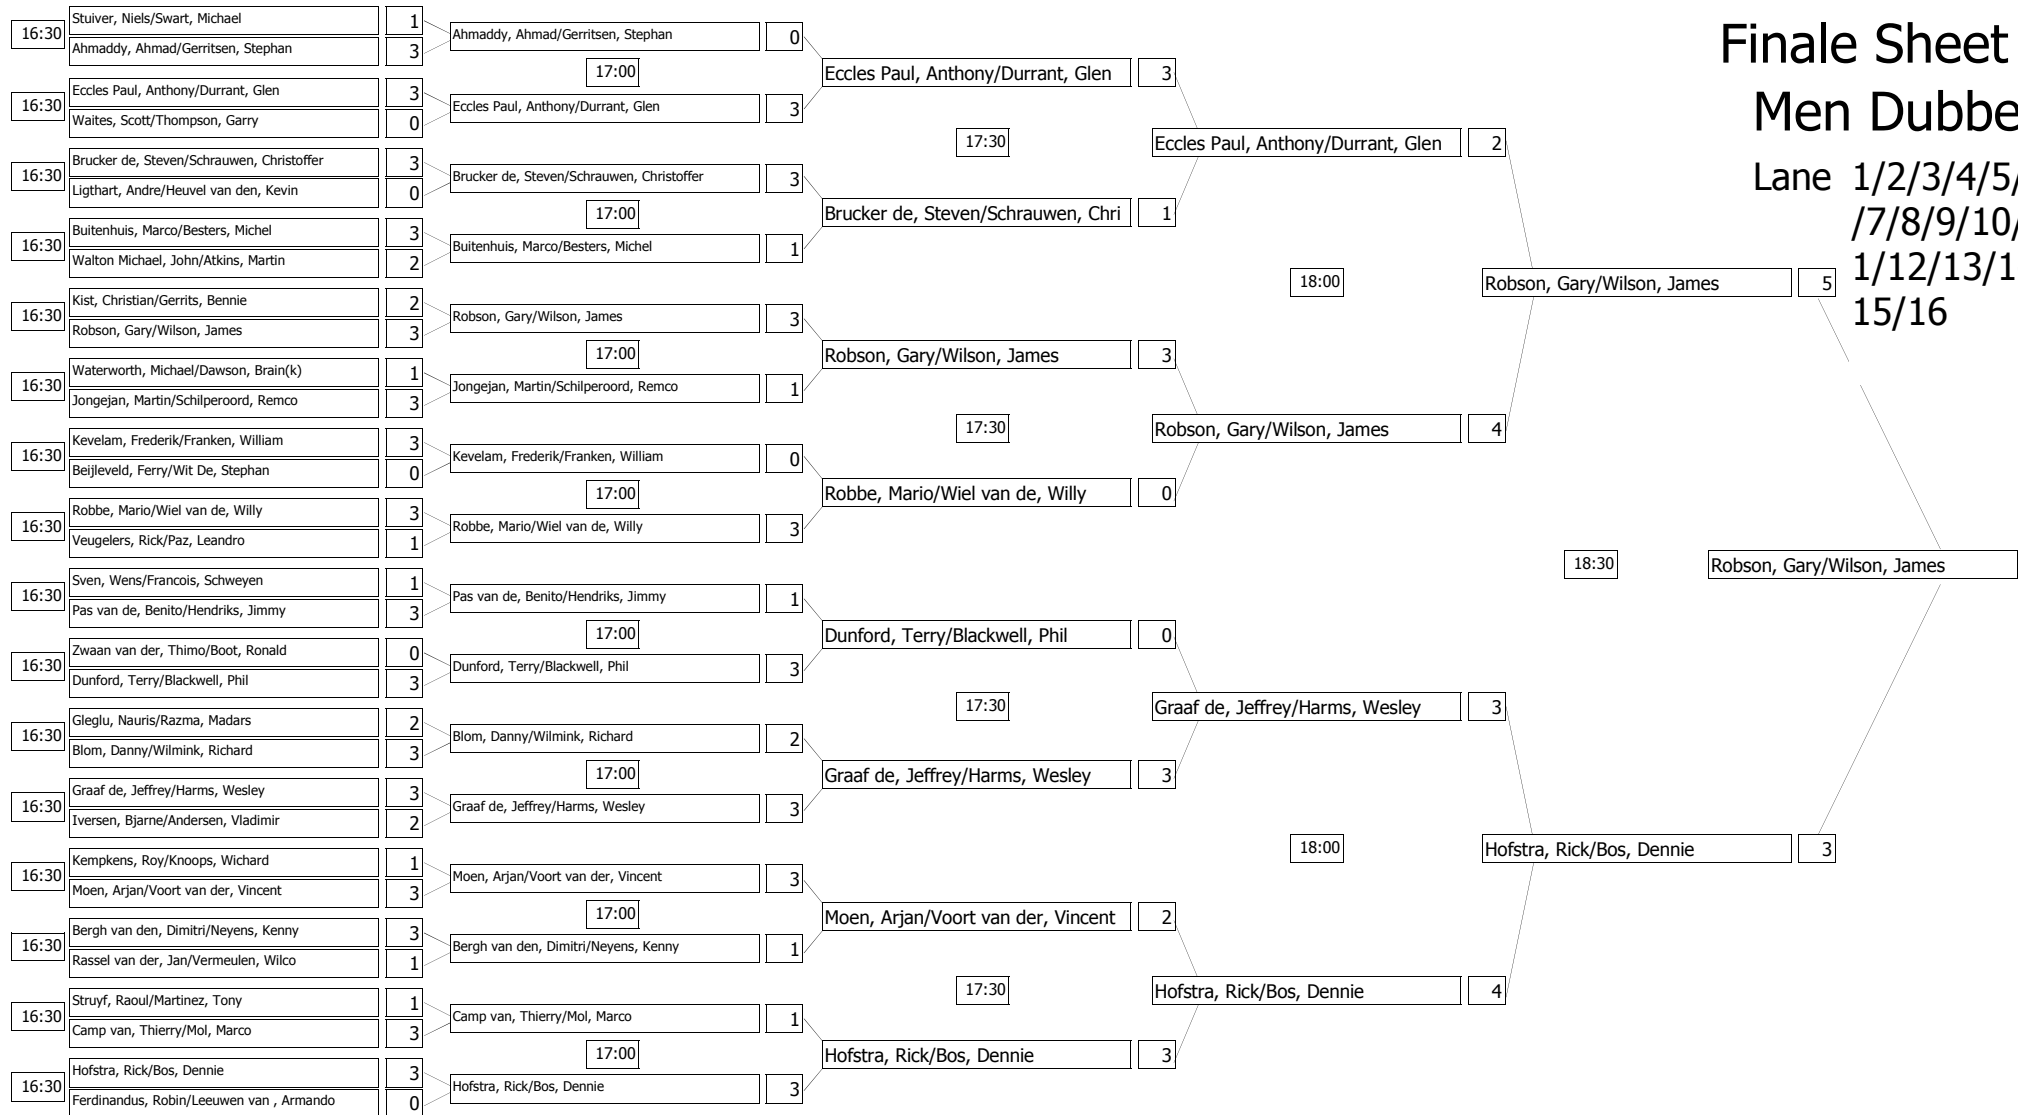 Finale Sheet
Men Dubbe
Lane 1/2/3/4/5/
/7/8/9/10/
1/12/13/1
15/16
16:30
Stuiver, Niels/Swart, Michael 1
Ahmaddy, Ahmad/Gerritsen, Stephan 3
16:30
Eccles Paul, Anthony/Durrant, Glen 3
Waites, Scott/Thompson, Garry 0
16:30
Brucker de, Steven/Schrauwen, Christoffer 3
Ligthart, Andre/Heuvel van den, Kevin 0
16:30
Buitenhuis, Marco/Besters, Michel 3
Walton Michael, John/Atkins, Martin 2
16:30
Kist, Christian/Gerrits, Bennie 2
Robson, Gary/Wilson, James 3
16:30
Waterworth, Michael/Dawson, Brain(k) 1
Jongejan, Martin/Schilperoord, Remco 3
16:30
Kevelam, Frederik/Franken, William 3
Beijleveld, Ferry/Wit De, Stephan 0
16:30
Robbe, Mario/Wiel van de, Willy 3
Veugelers, Rick/Paz, Leandro 1
16:30
Sven, Wens/Francois, Schweyen 1
Pas van de, Benito/Hendriks, Jimmy 3
16:30
Zwaan van der, Thimo/Boot, Ronald 0
Dunford, Terry/Blackwell, Phil 3
16:30
Gleglu, Nauris/Razma, Madars 2
Blom, Danny/Wilmink, Richard 3
16:30
Graaf de, Jeffrey/Harms, Wesley 3
Iversen, Bjarne/Andersen, Vladimir 2
16:30
Kempkens, Roy/Knoops, Wichard 1
Moen, Arjan/Voort van der, Vincent 3
16:30
Bergh van den, Dimitri/Neyens, Kenny 3
Rassel van der, Jan/Vermeulen, Wilco 1
16:30
Struyf, Raoul/Martinez, Tony 1
Camp van, Thierry/Mol, Marco 3
16:30
Hofstra, Rick/Bos, Dennie 3
Ferdinandus, Robin/Leeuwen van , Armando 0
Ahmaddy, Ahmad/Gerritsen, Stephan 0
17:00
Eccles Paul, Anthony/Durrant, Glen 3
Brucker de, Steven/Schrauwen, Christoffer 3
17:00
Buitenhuis, Marco/Besters, Michel 1
Robson, Gary/Wilson, James 3
17:00
Jongejan, Martin/Schilperoord, Remco 1
Kevelam, Frederik/Franken, William 0
17:00
Robbe, Mario/Wiel van de, Willy 3
Pas van de, Benito/Hendriks, Jimmy 1
17:00
Dunford, Terry/Blackwell, Phil 3
Blom, Danny/Wilmink, Richard 2
17:00
Graaf de, Jeffrey/Harms, Wesley 3
Moen, Arjan/Voort van der, Vincent 3
17:00
Bergh van den, Dimitri/Neyens, Kenny 1
Camp van, Thierry/Mol, Marco 1
17:00
Hofstra, Rick/Bos, Dennie 3
Eccles Paul, Anthony/Durrant, Glen 3
17:30
Brucker de, Steven/Schrauwen, Chri 1
Robson, Gary/Wilson, James 3
17:30
Robbe, Mario/Wiel van de, Willy 0
Dunford, Terry/Blackwell, Phil 0
17:30
Graaf de, Jeffrey/Harms, Wesley 3
Moen, Arjan/Voort van der, Vincent 2
17:30
Hofstra, Rick/Bos, Dennie 3
Eccles Paul, Anthony/Durrant, Glen 2
18:00
Robson, Gary/Wilson, James 4
Graaf de, Jeffrey/Harms, Wesley 3
18:00
Hofstra, Rick/Bos, Dennie 4
Robson, Gary/Wilson, James 5
18:30
Hofstra, Rick/Bos, Dennie 3
Robson, Gary/Wilson, James